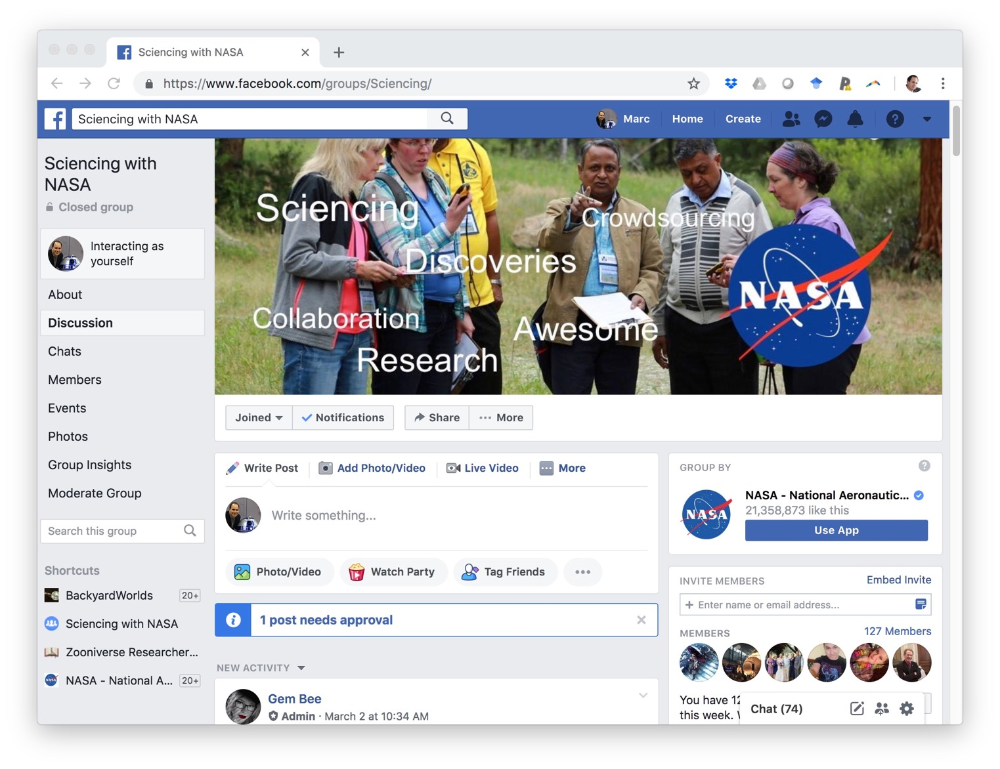 Sciencing with NASA
https://www.facebook.com/groups/Sciencing/
Sciencing with NASA
Marc
Home
Create
Sciencing with
NASA
Closed group
Interacting as
yourself
About
Discussion
Chats
Members
Events
Photos
Group Insights
Moderate Group
Search this group
Shortcuts
BackyardWorlds 20+
Sciencing with NASA
Zooniverse Researcher...
NASA - National A... 20+
Sciencing
Crowdsourcing
Discoveries
NASA
Collaboration
Awesome
Research
Joined
Notifications
Share
More
Write Post
Add Photo/Video
Live Video
More
Write something...
Photo/Video
Watch Party
Tag Friends
1 post needs approval
NEW ACTIVITY
Gem Bee
Admin · March 2 at 10:34 AM
GROUP BY
NASA
NASA - National Aeronautic...
21,358,873 like this
Use App
INVITE MEMBERS
Embed Invite
+ Enter name or email address...
MEMBERS
127 Members
You have 12
this week.
Chat (74)